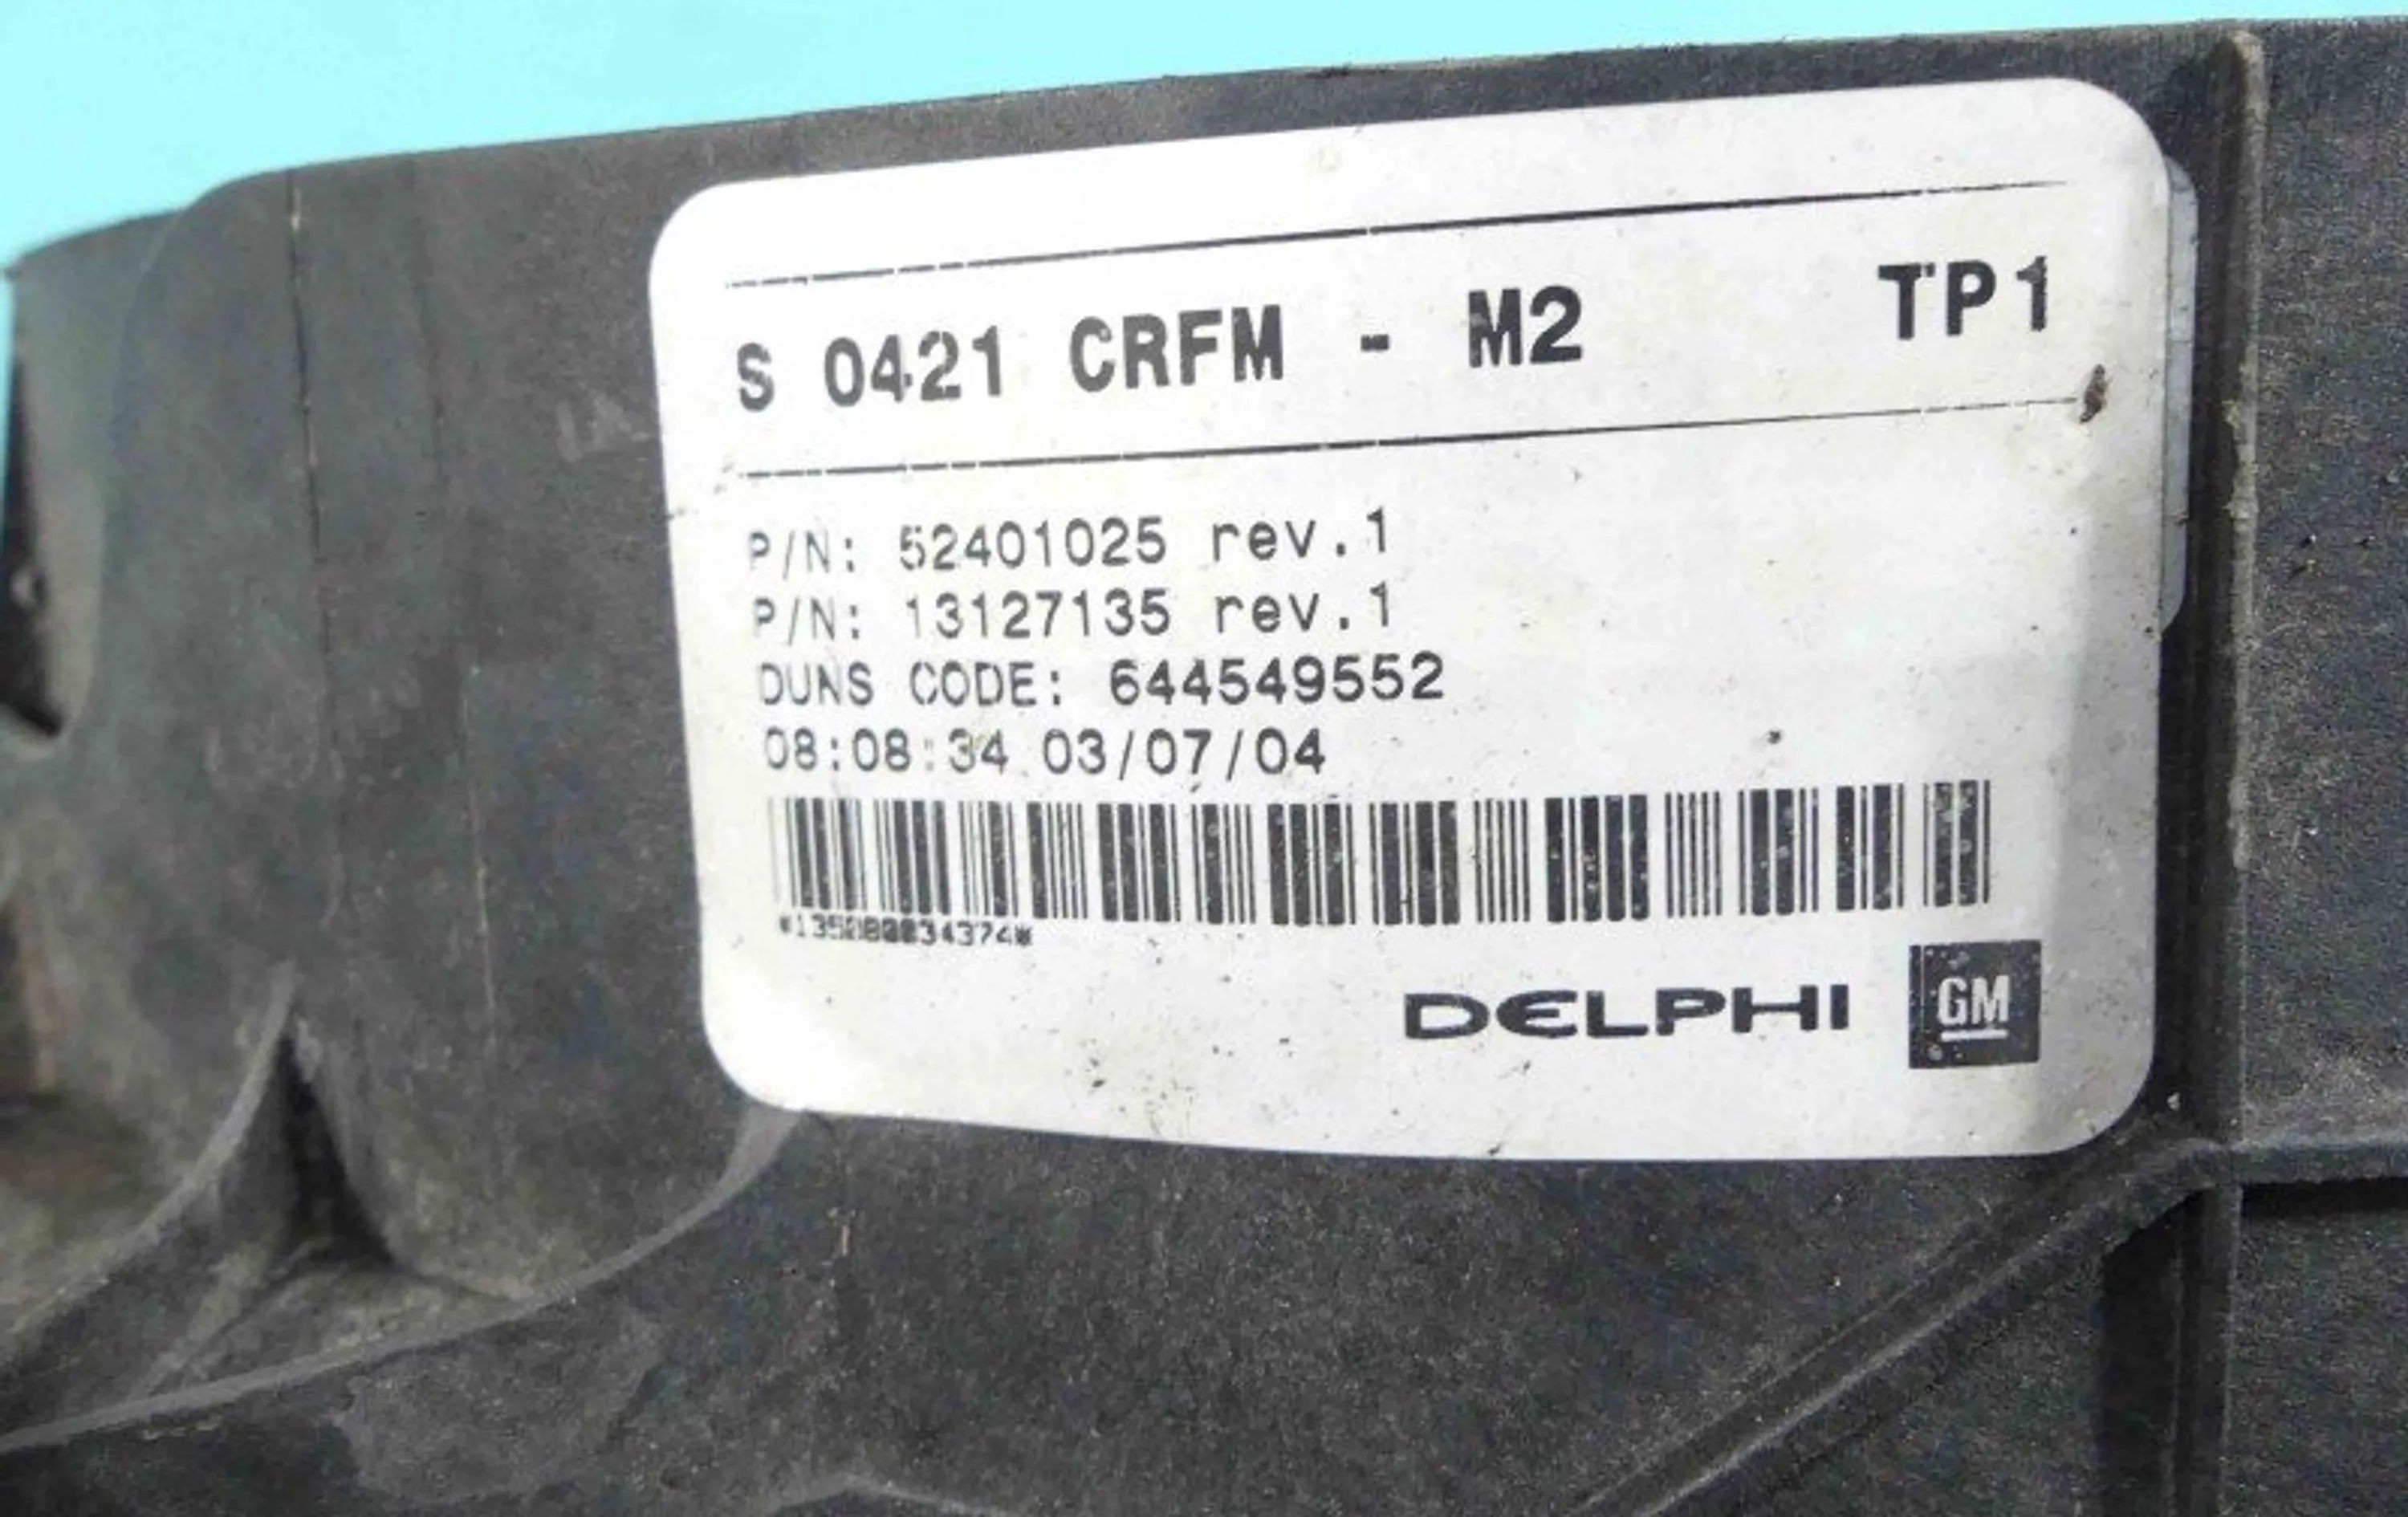 S 0421 CRFM - M2 TP1
P/N: 52401025 rev.1
P/N: 13127135 rev.1
DUNS CODE: 644549552
08:08:34 03/07/04
DELPHI GM